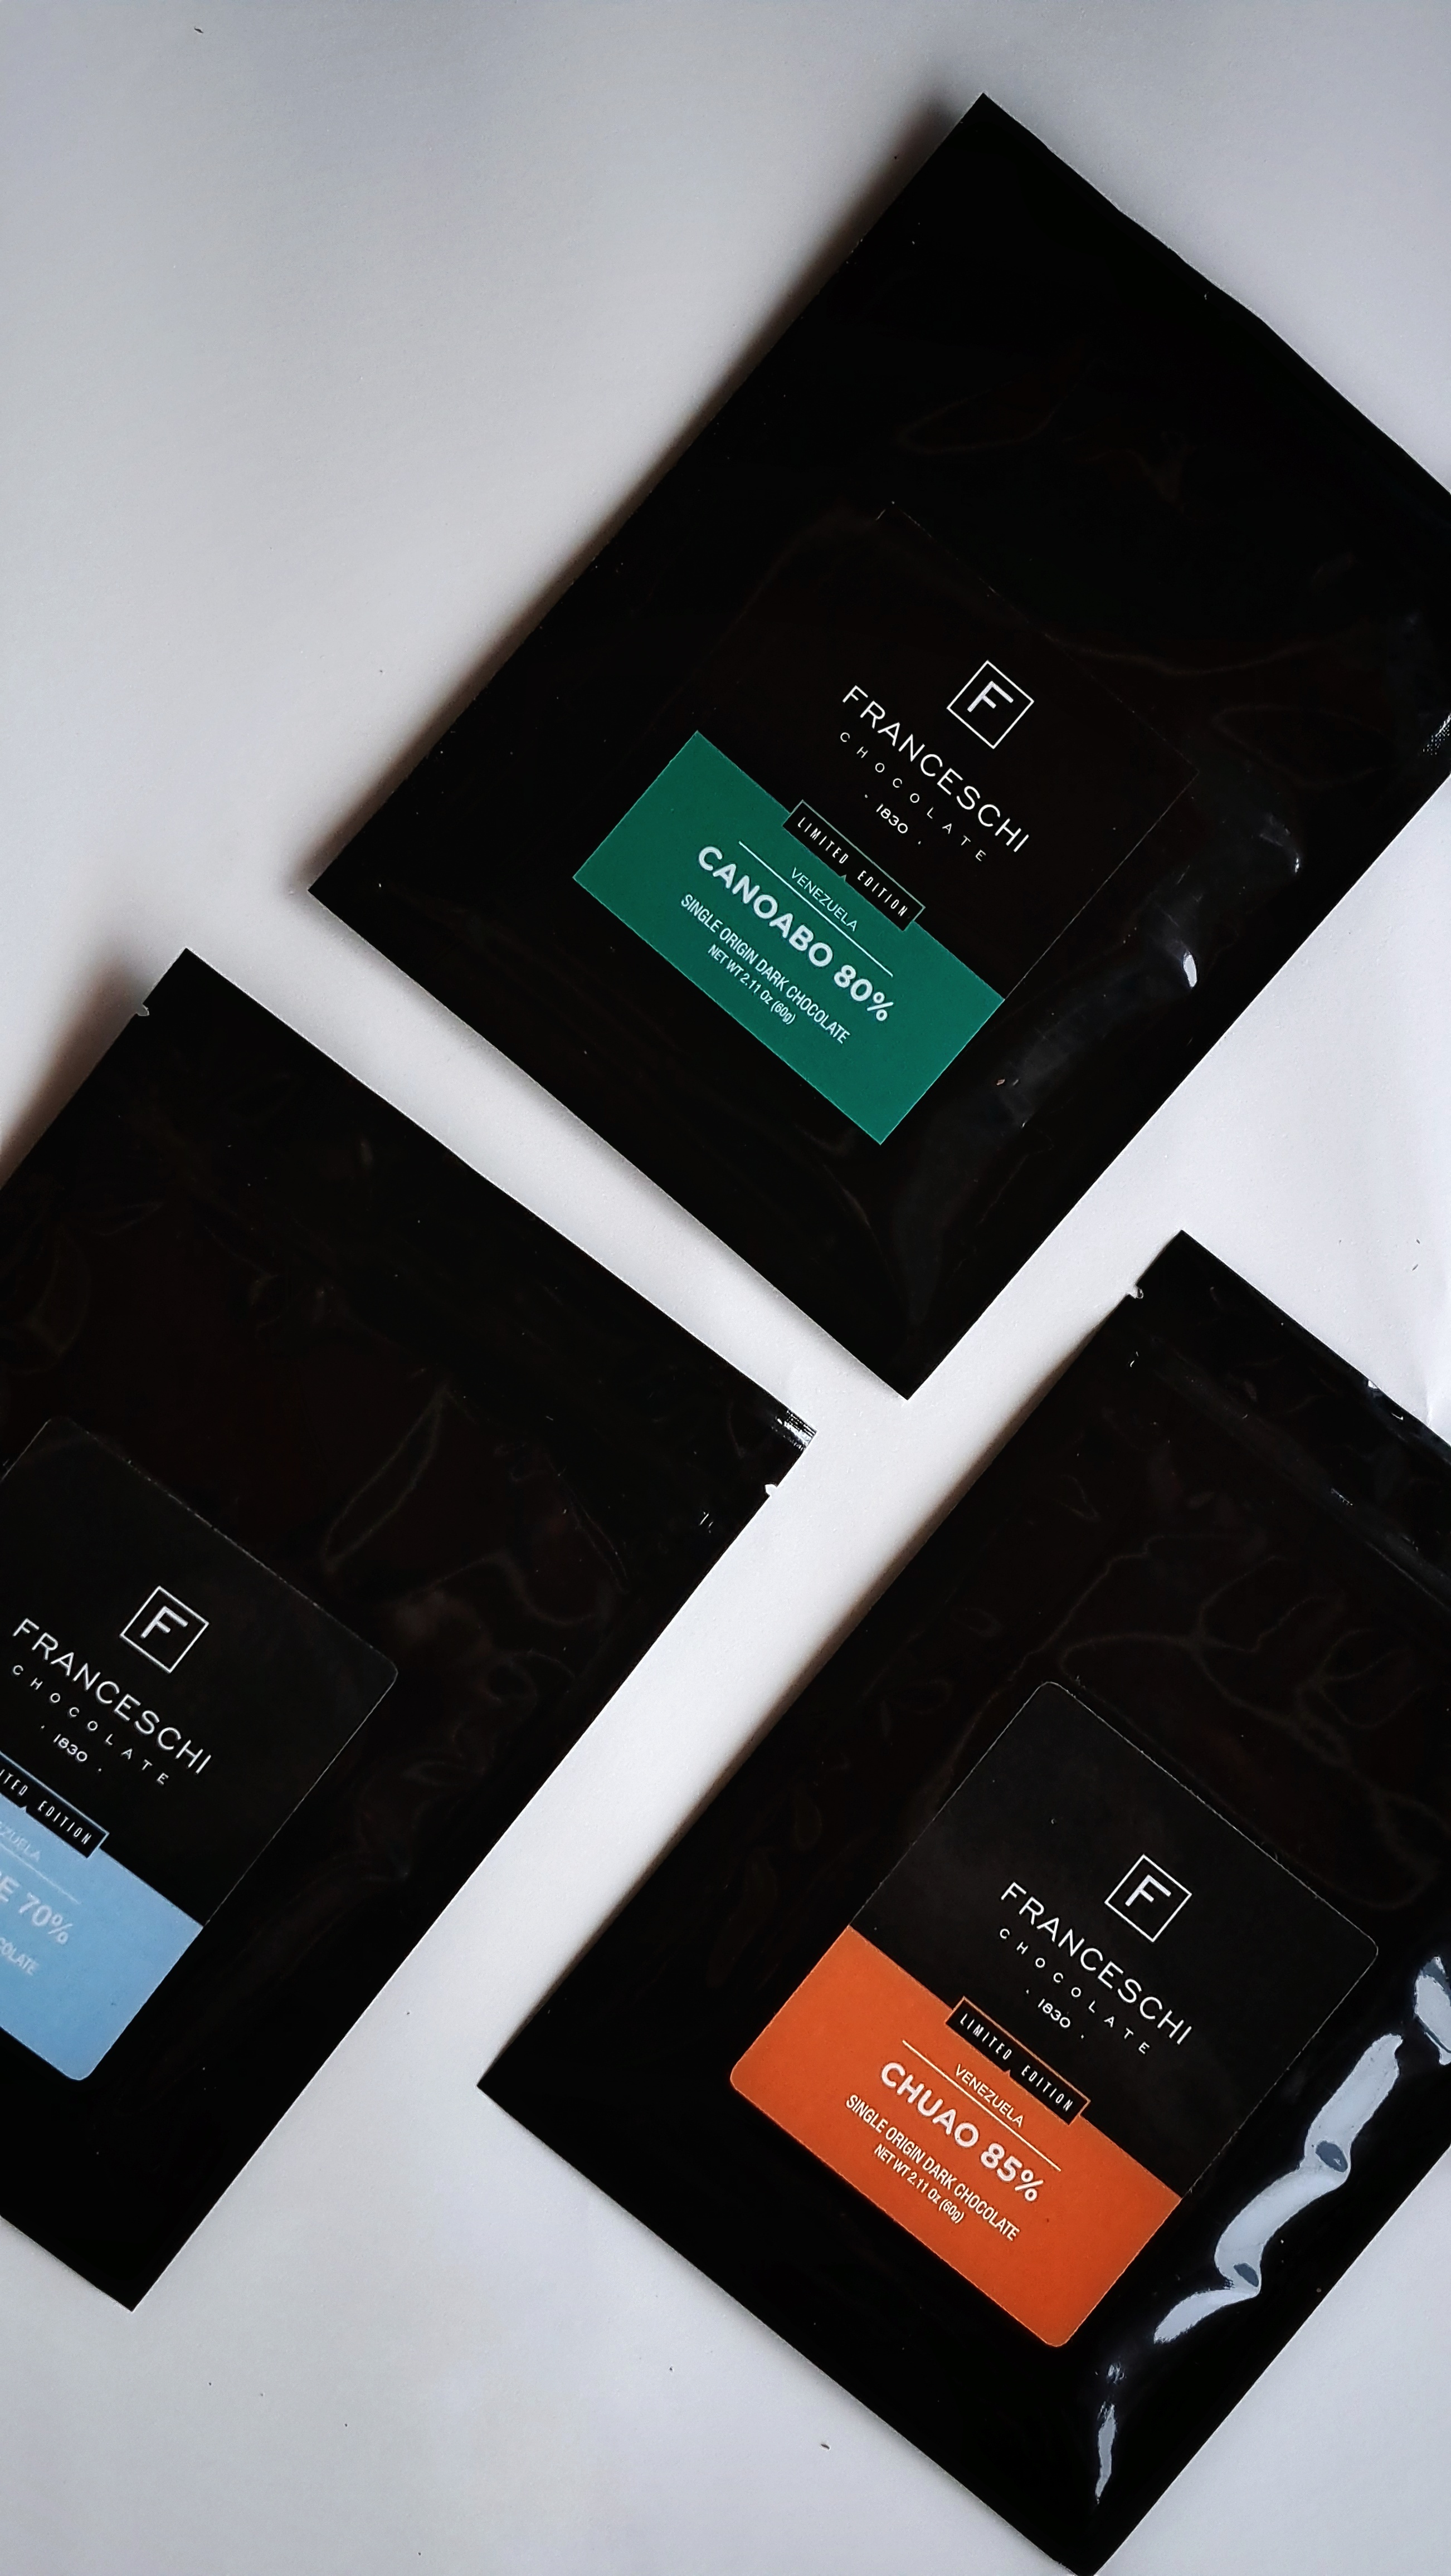 F
FRANCESCHI
CHOCOLATE
· 1830 ·
LIMITED EDITION
VENEZUELA
CANOABO 80%
SINGLE ORIGIN DARK CHOCOLATE
NET WT 2.11 Oz (60g)
F
FRANCESCHI
CHOCOLATE
· 1830 ·
EDITION
70%
F
FRANCESCHI
CHOCOLATE
· 1830 ·
LIMITED EDITION
VENEZUELA
CHUAO 85%
SINGLE ORIGIN DARK CHOCOLATE
NET WT 2.11 Oz (60g)